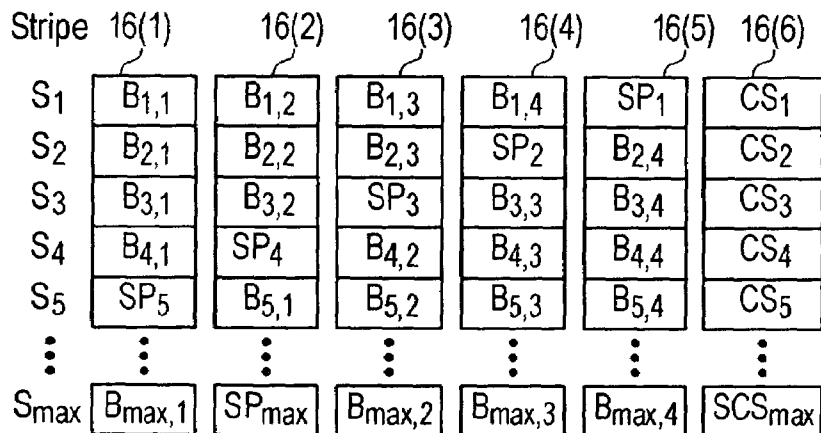 Stripe 16(1) 16(2) 16(3) 16(4) 16(5) 16(6)
S1 B1,1 B1,2 B1,3 B1,4 SP1 CS1
S2 B2,1 B2,2 B2,3 SP2 B2,4 CS2
S3 B3,1 B3,2 SP3 B3,3 B3,4 CS3
S4 B4,1 SP4 B4,2 B4,3 B4,4 CS4
S5 SP5 B5,1 B5,2 B5,3 B5,4 CS5
Smax Bmax,1 SPmax Bmax,2 Bmax,3 Bmax,4 SCSmax